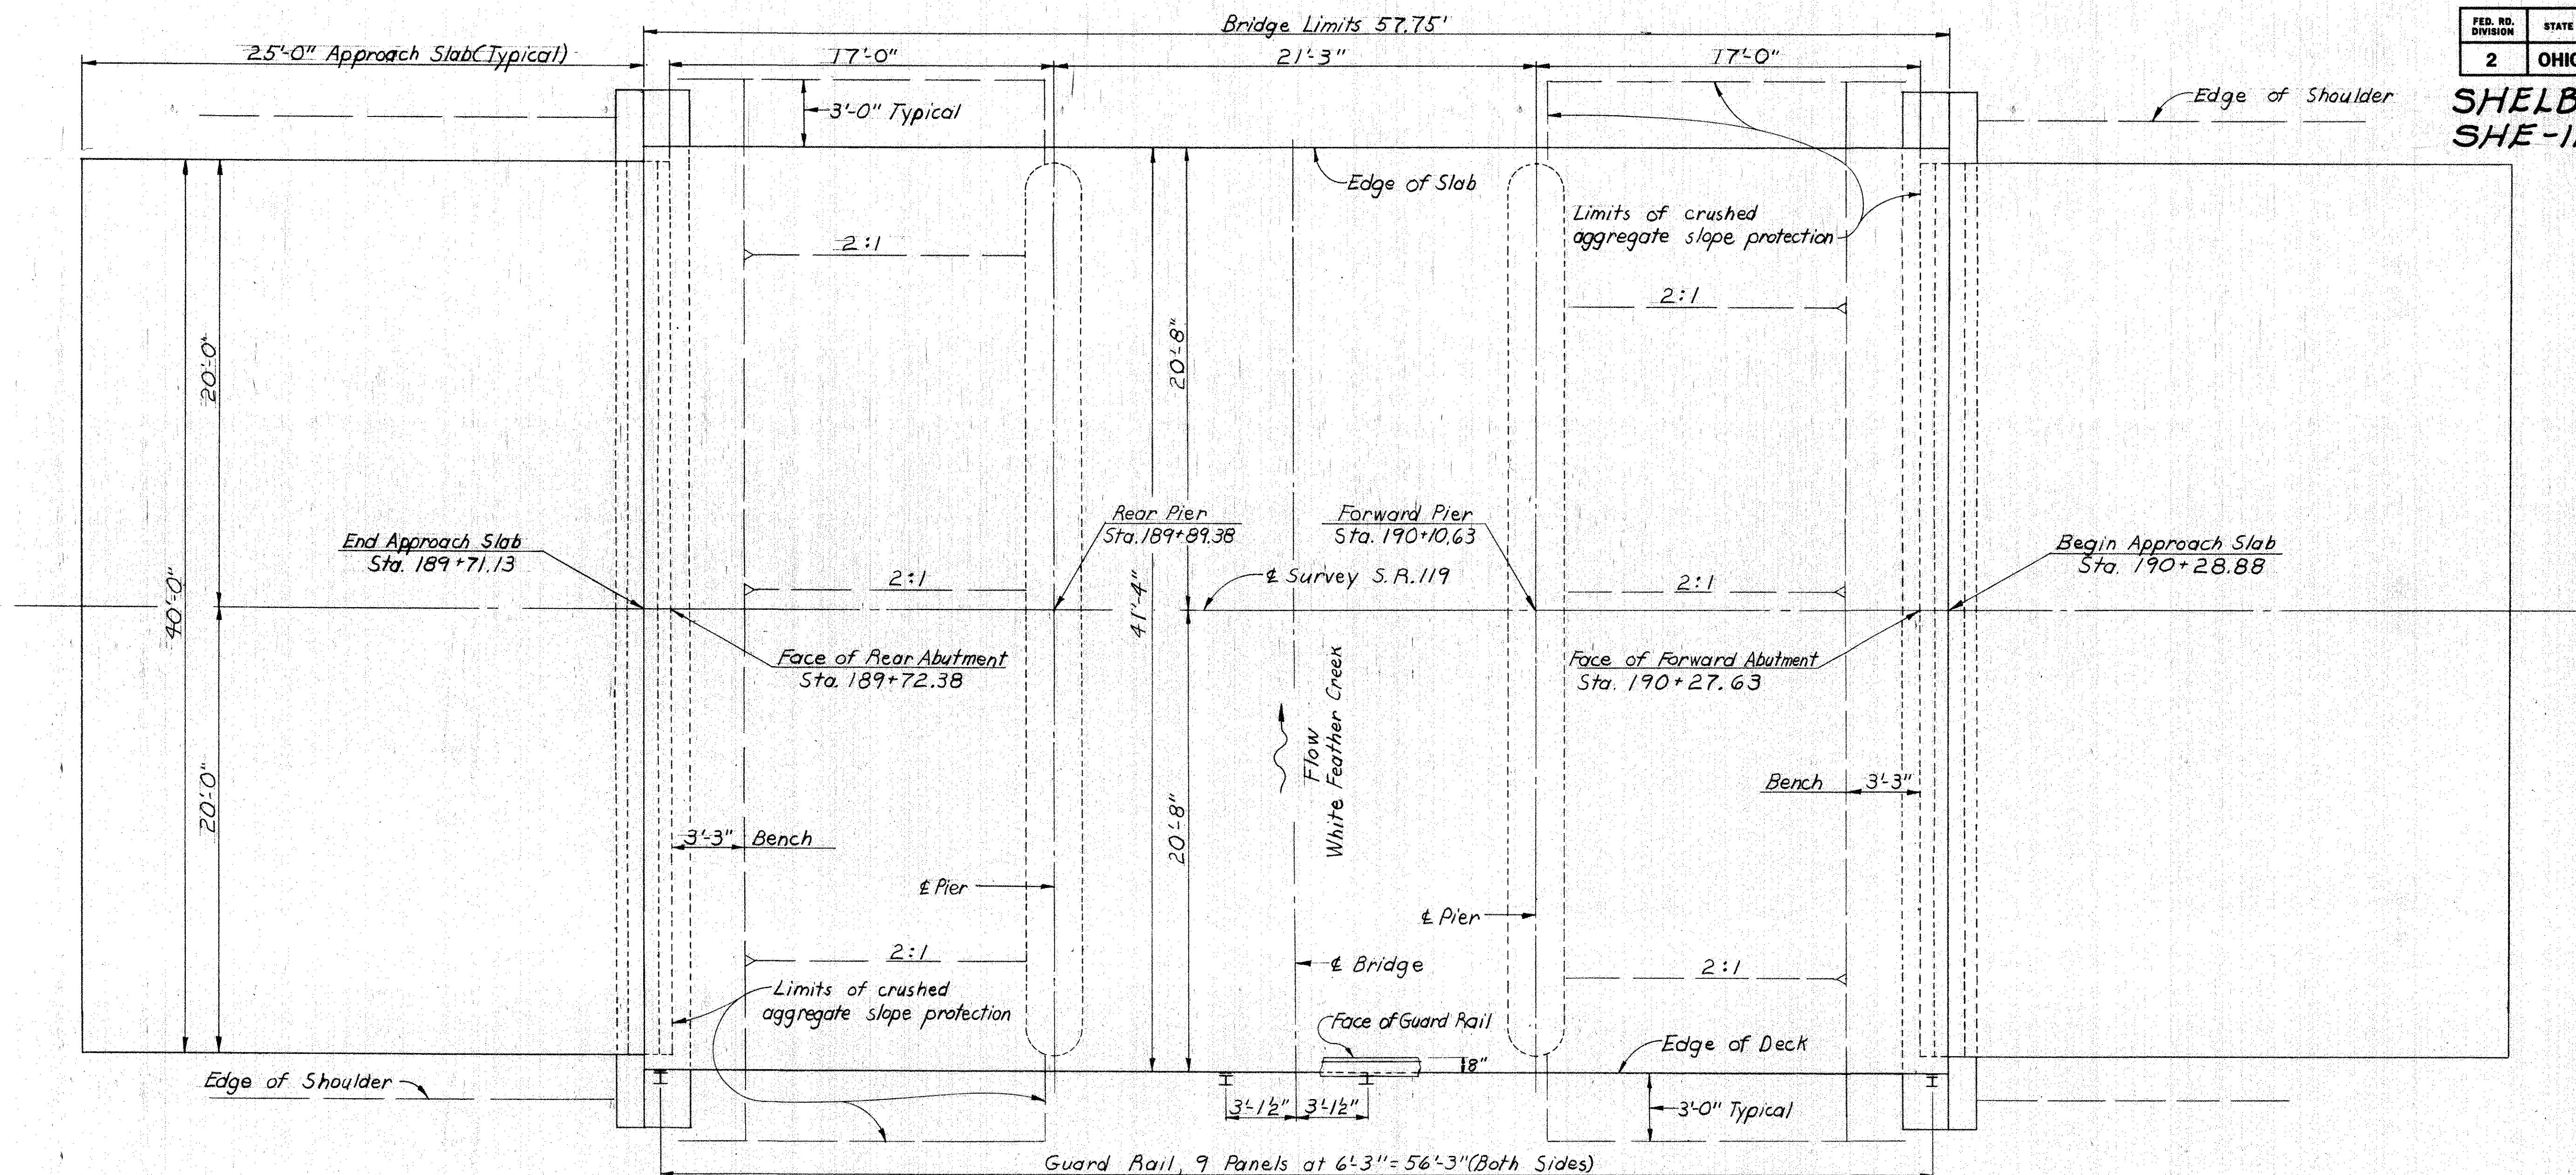 Bridge Limits 57.75'
25'-0" Approach Slab(Typical)
17'-0"
21'-3"
17'-0"
FED. RD.
DIVISION
STATE
2
OHIO
3'-0" Typical
Edge of Shoulder
Edge of Slab
Limits of crushed
aggregate slope protection
2:1
2:1
20'-0"
20'-8"
Rear Pier
Sta. 189+89.38
Forward Pier
Sta. 190+10.63
End Approach Slab
Sta. 189+71.13
Begin Approach Slab
Sta. 190+28.88
40'-0"
41'-4"
2:1
℄ Survey S.R. 119
2:1
Face of Rear Abutment
Sta. 189+72.38
Face of Forward Abutment
Sta. 190+27.63
Flow
White Feather Creek
20'-0"
20'-8"
3'-3" Bench
Bench 3'-3"
℄ Pier
℄ Pier
2:1
℄ Bridge
2:1
Limits of crushed
aggregate slope protection
Face of Guard Rail
Edge of Deck
8"
Edge of Shoulder
3'-1½" 3'-1½"
3'-0" Typical
Guard Rail, 9 Panels at 6'-3" = 56'-3" (Both Sides)